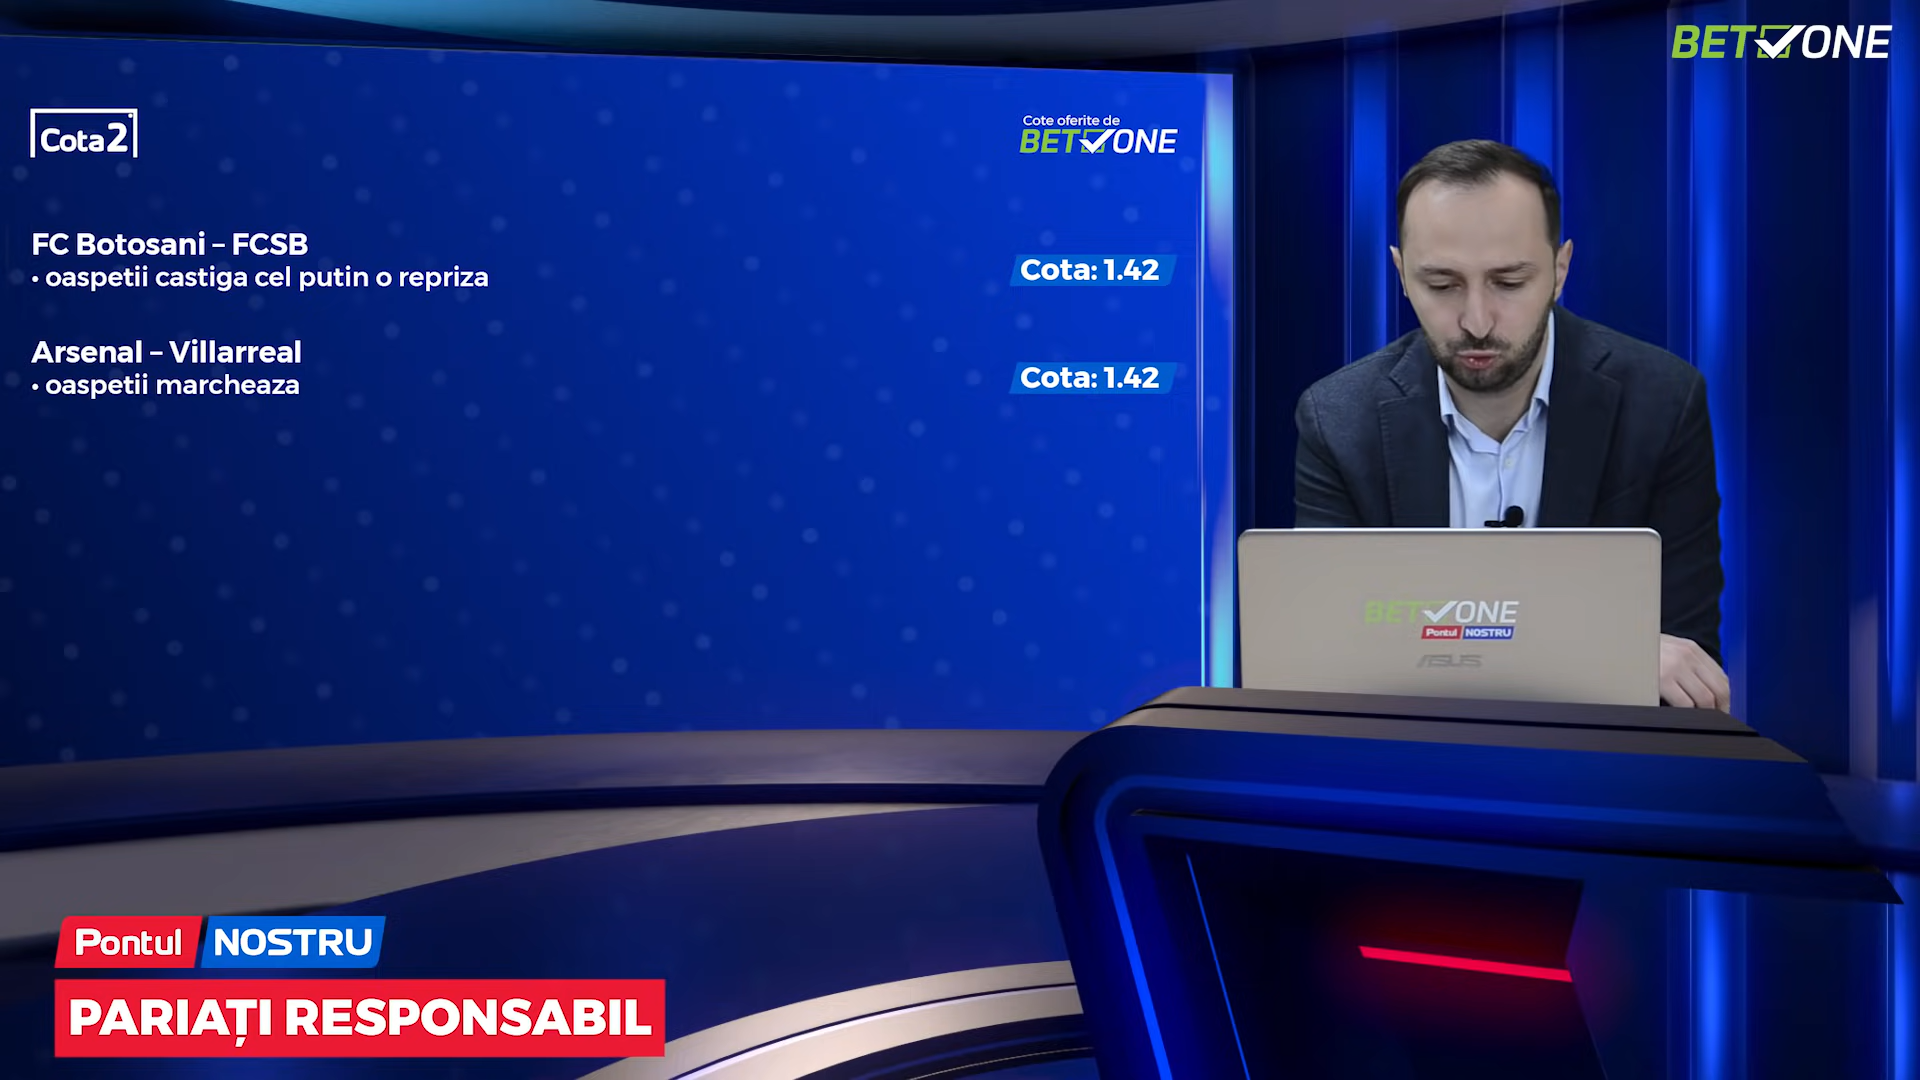 BET ONE
Cota2
Cote oferite de
BET ONE
FC Botosani – FCSB
• oaspetii castiga cel putin o repriza
Cota: 1.42
Arsenal – Villarreal
• oaspetii marcheaza
Cota: 1.42
BET ONE
Pontul NOSTRU
ASUS
Pontul NOSTRU
PARIAȚI RESPONSABIL